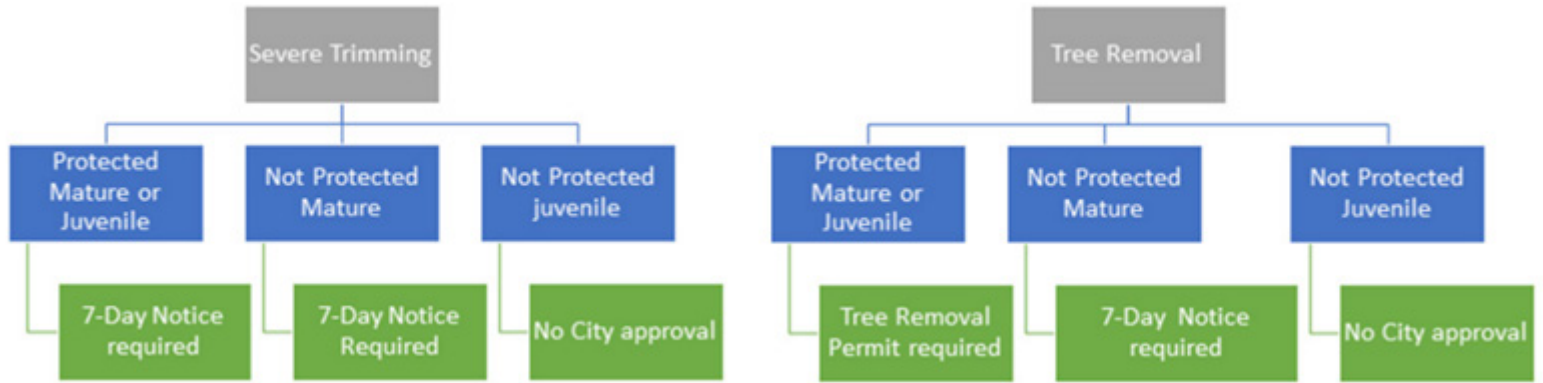 Severe Trimming
Protected
Mature or
Juvenile
Not Protected
Mature
Not Protected
juvenile
7-Day Notice
required
7-Day Notice
Required
No City approval
Tree Removal
Protected
Mature or
Juvenile
Not Protected
Mature
Not Protected
Juvenile
Tree Removal
Permit required
7-Day Notice
required
No City approval